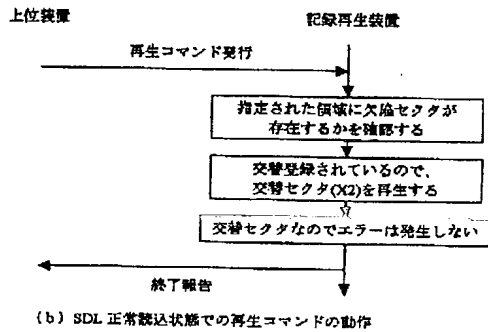 上位装置
記録再生装置
再生コマンド発行
指定された領域に欠陥セクタが
存在するかを確認する
交替登録されているので、
交替セクタ(X2)を再生する
交替セクタなのでエラーは発生しない
終了報告
(b) SDL 正常読込状態での再生コマンドの動作